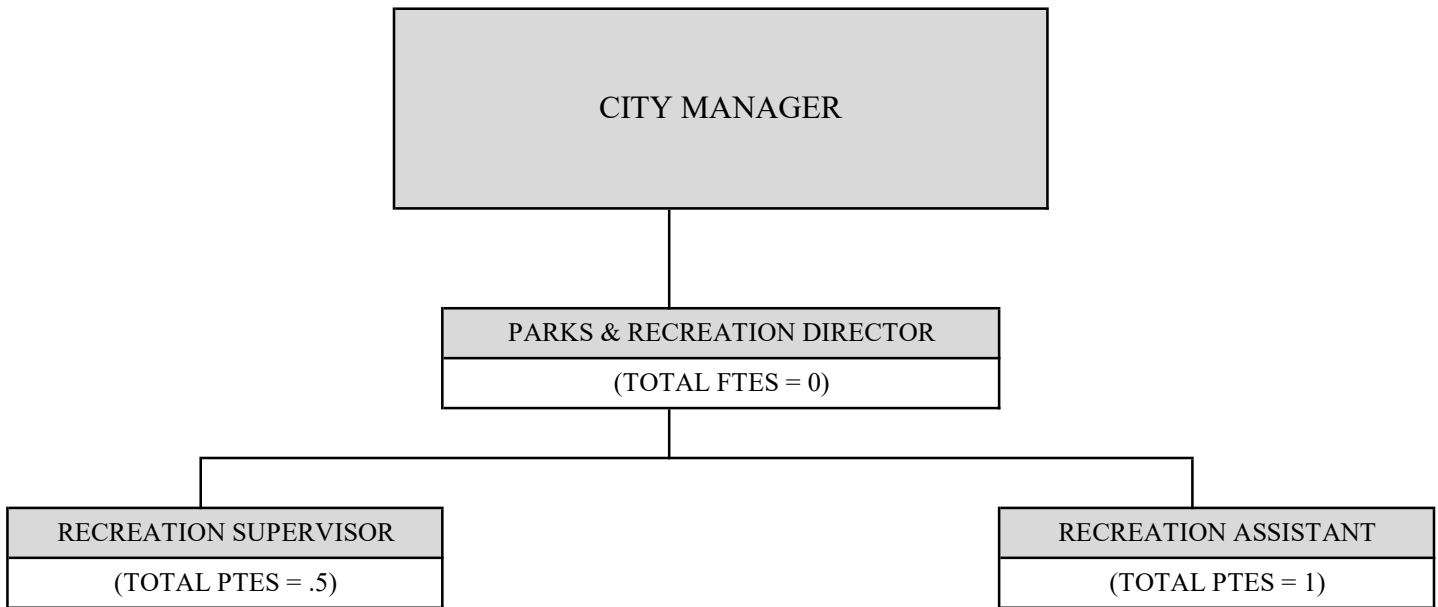 CITY MANAGER
PARKS & RECREATION DIRECTOR
(TOTAL FTES = 0)
RECREATION SUPERVISOR
(TOTAL PTES = .5)
RECREATION ASSISTANT
(TOTAL PTES = 1)